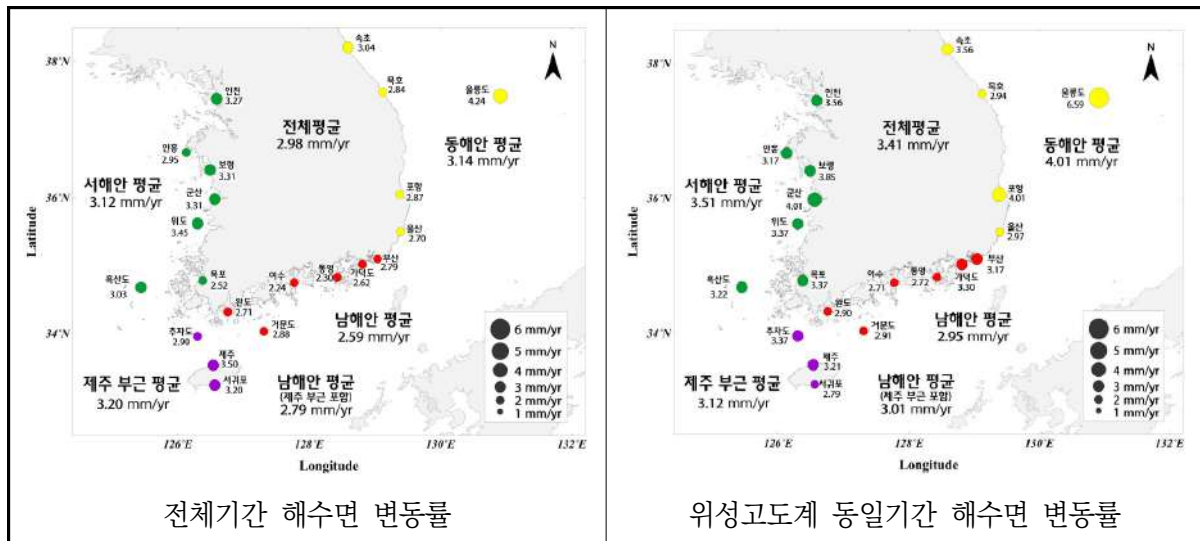 N
38°N
36°N
34°N
Latitude
126°E
128°E
130°E
132°E
Longitude
속초
3.04
묵호
2.84
울릉도
4.24
인천
3.27
전체평균
2.98 mm/yr
동해안 평균
3.14 mm/yr
안흥
2.95
보령
3.31
서해안 평균
3.12 mm/yr
군산
3.31
위도
3.45
포항
2.87
울산
2.70
부산
2.79
흑산도
3.03
목포
2.52
여수
2.24
통영
2.30
가덕도
2.62
완도
2.71
거문도
2.88
남해안 평균
2.59 mm/yr
추자도
2.90
제주
3.50
서귀포
3.20
제주 부근 평균
3.20 mm/yr
남해안 평균
(제주 부근 포함)
2.79 mm/yr
6 mm/yr
5 mm/yr
4 mm/yr
3 mm/yr
2 mm/yr
1 mm/yr
전체기간 해수면 변동률
N
38°N
36°N
34°N
Latitude
126°E
128°E
130°E
132°E
Longitude
속초
3.56
묵호
2.94
울릉도
6.59
인천
3.56
전체평균
3.41 mm/yr
동해안 평균
4.01 mm/yr
안흥
3.17
보령
3.85
서해안 평균
3.51 mm/yr
군산
4.01
위도
3.37
포항
4.01
울산
2.97
부산
3.17
흑산도
3.22
목포
3.37
여수
2.71
통영
2.72
가덕도
3.30
완도
2.90
거문도
2.91
남해안 평균
2.95 mm/yr
추자도
3.37
제주
3.21
서귀포
2.79
제주 부근 평균
3.12 mm/yr
남해안 평균
(제주 부근 포함)
3.01 mm/yr
6 mm/yr
5 mm/yr
4 mm/yr
3 mm/yr
2 mm/yr
1 mm/yr
위성고도계 동일기간 해수면 변동률